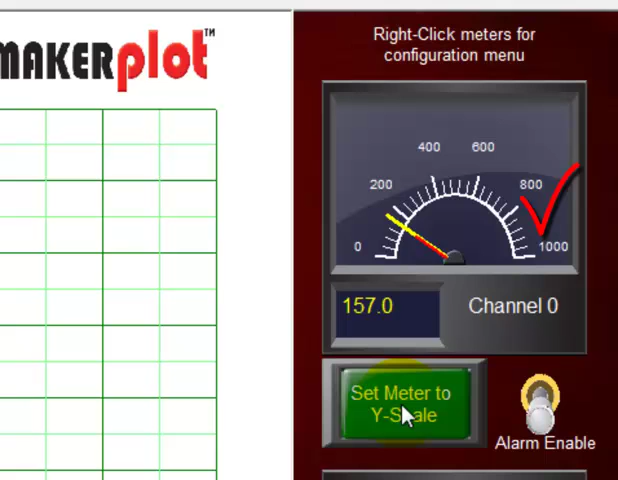 MAKERplot™
Right-Click meters for
configuration menu
400 600
200 800
0 1000
157.0 Channel 0
Set Meter to
Y-Scale
Alarm Enable